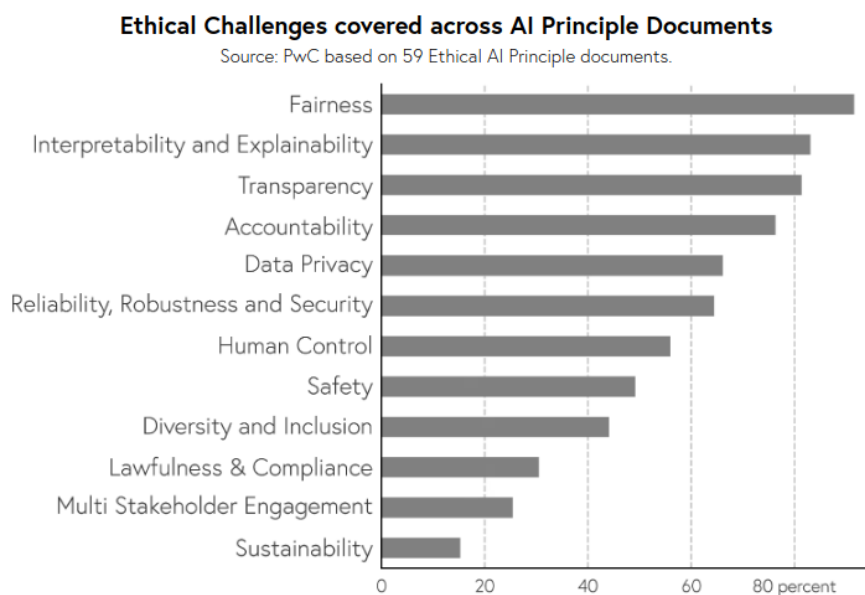 Ethical Challenges covered across AI Principle Documents
Source: PwC based on 59 Ethical AI Principle documents.
Fairness
Interpretability and Explainability
Transparency
Accountability
Data Privacy
Reliability, Robustness and Security
Human Control
Safety
Diversity and Inclusion
Lawfulness & Compliance
Multi Stakeholder Engagement
Sustainability
0 20 40 60 80 percent